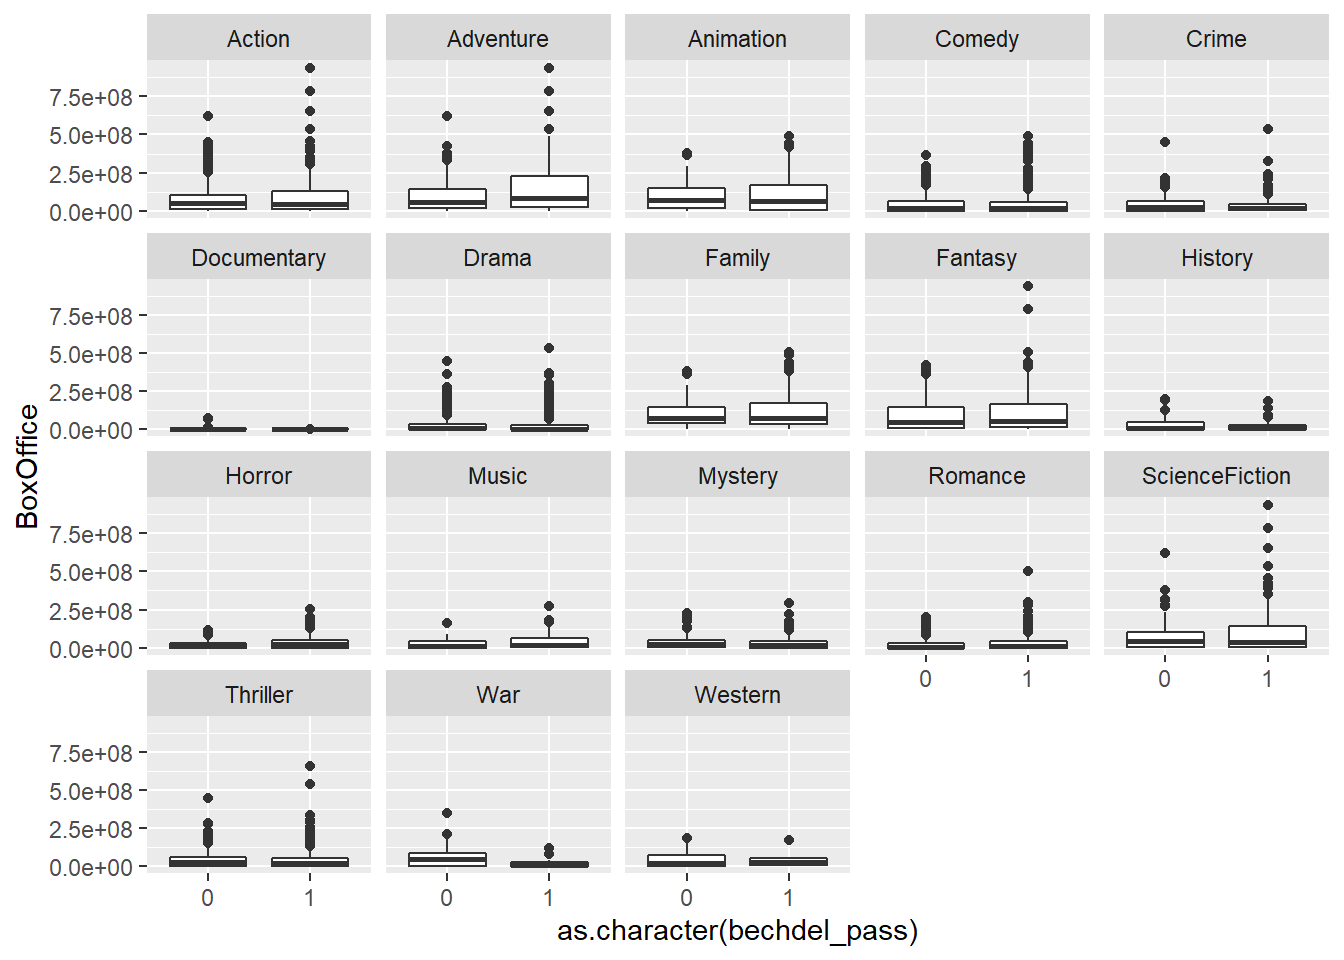 Action Adventure Animation Comedy Crime
7.5e+08
5.0e+08
2.5e+08
0.0e+00
Documentary Drama Family Fantasy History
7.5e+08
5.0e+08
2.5e+08
0.0e+00
BoxOffice
Horror Music Mystery Romance ScienceFiction
7.5e+08
5.0e+08
2.5e+08
0.0e+00
0 1 0 1
Thriller War Western
7.5e+08
5.0e+08
2.5e+08
0.0e+00
0 1 0 1 0 1
as.character(bechdel_pass)